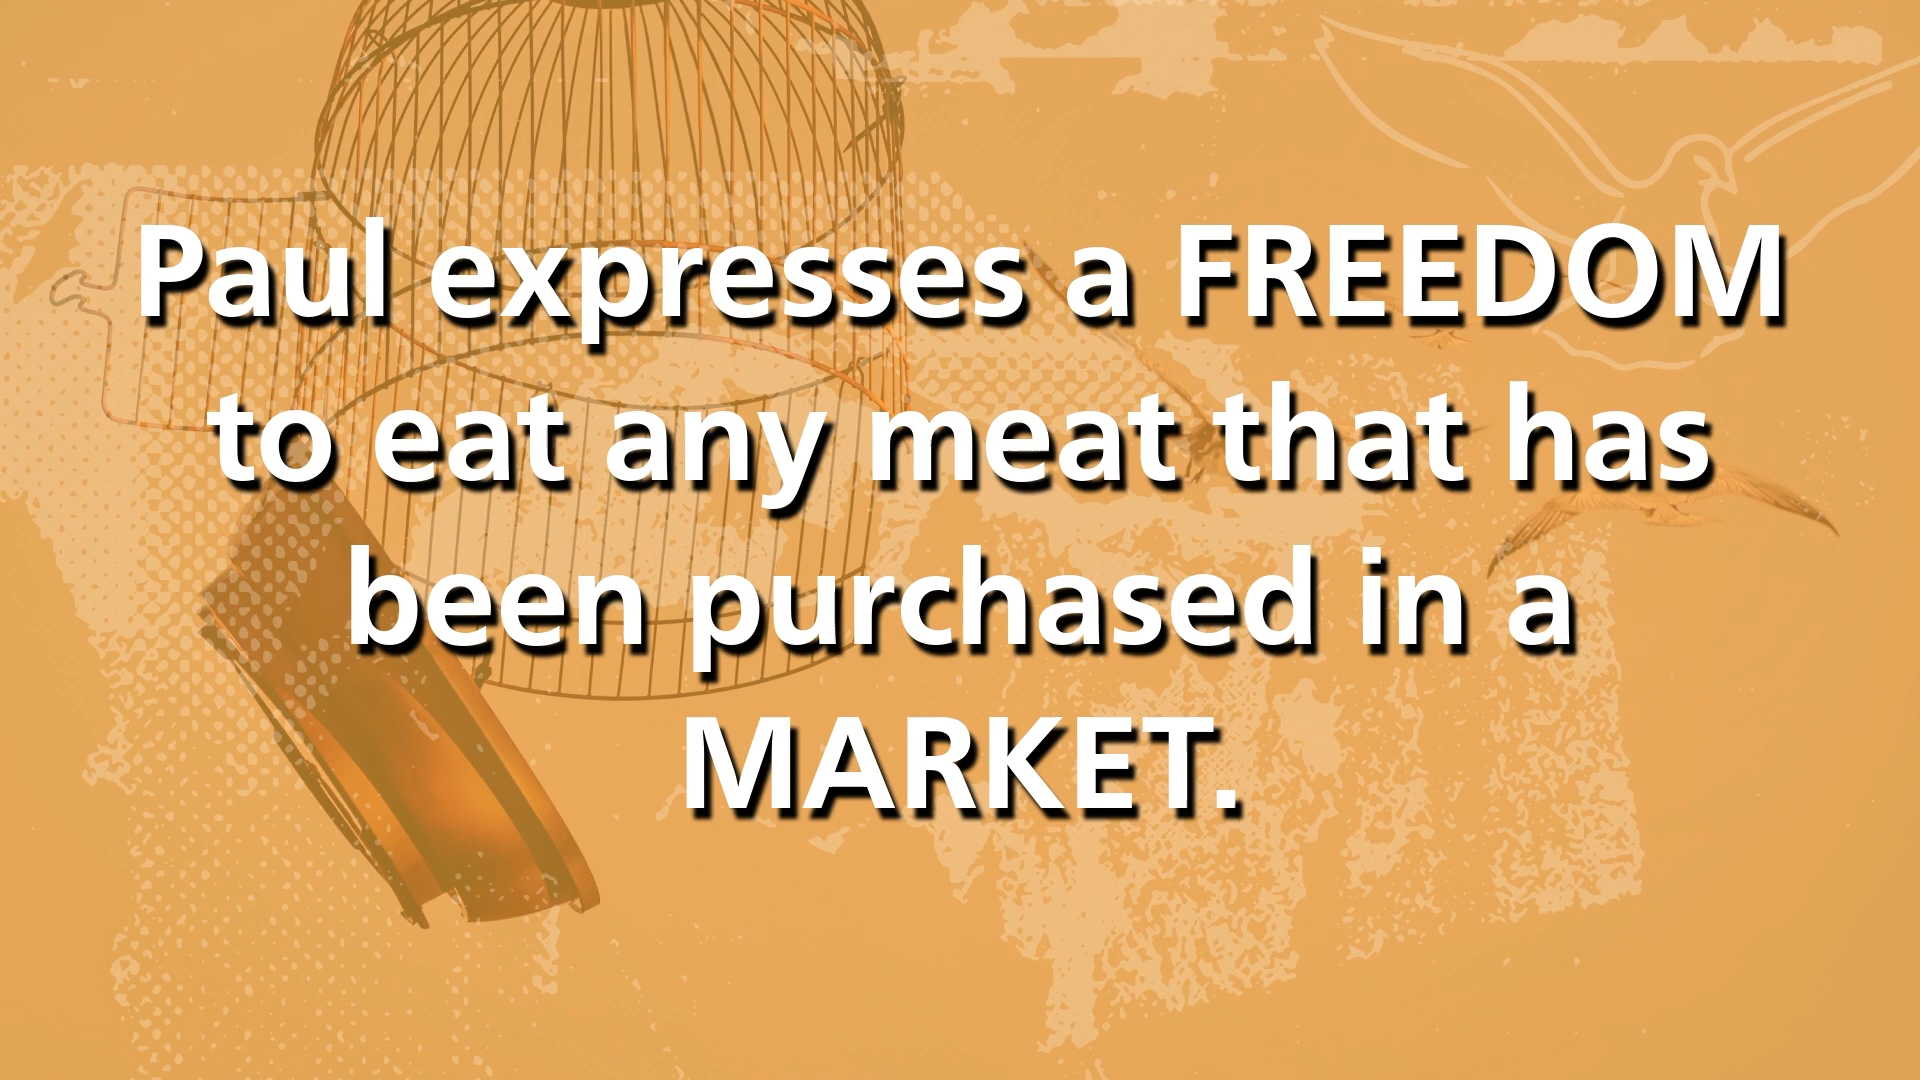 Paul expresses a FREEDOM
to eat any meat that has
been purchased in a
MARKET.